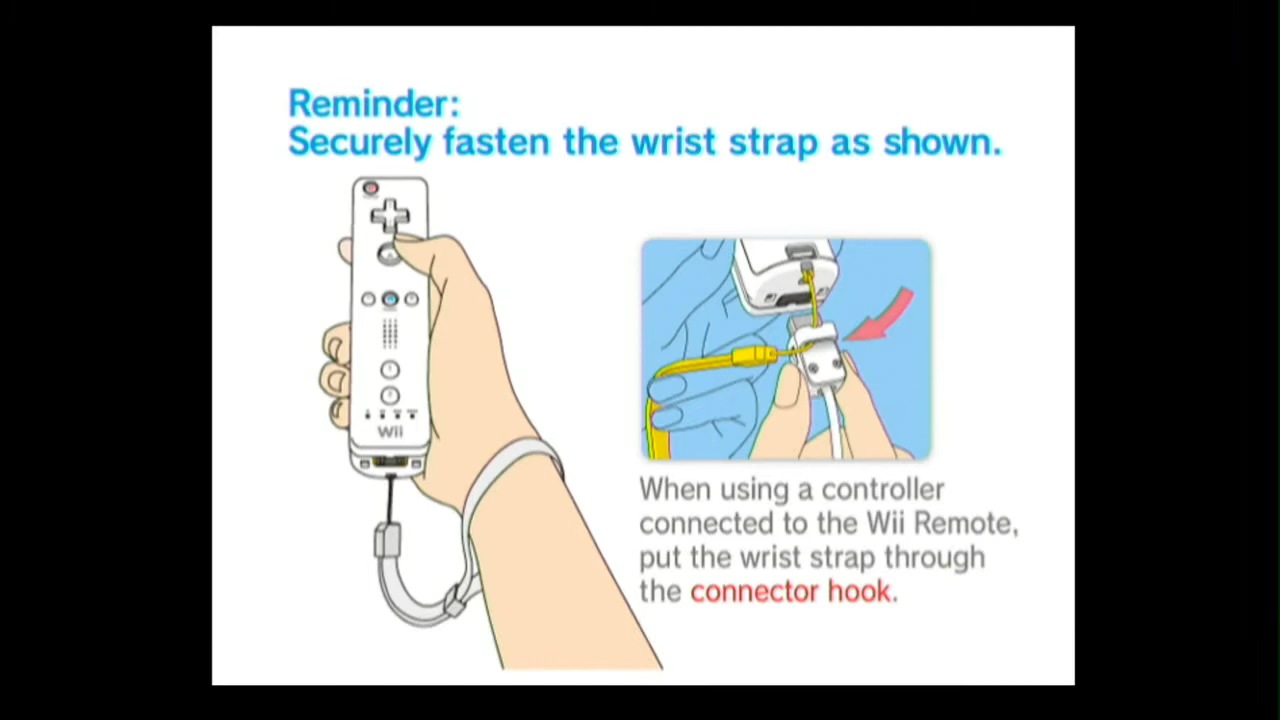 Reminder:
Securely fasten the wrist strap as shown.
Wii
When using a controller
connected to the Wii Remote,
put the wrist strap through
the connector hook.